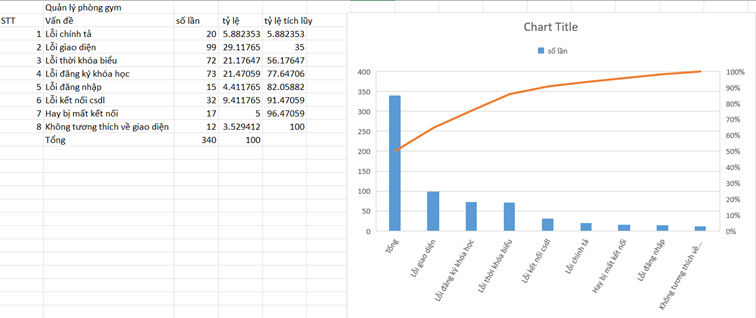 Quản lý phòng gym
STT Vấn đề số lần tỷ lệ tỷ lệ tích lũy
1 Lỗi chính tả 20 5.882353 5.882353
2 Lỗi giao diện 99 29.11765 35
3 Lỗi thời khóa biểu 72 21.17647 56.17647
4 Lỗi đăng ký khóa học 73 21.47059 77.64706
5 Lỗi đăng nhập 15 4.411765 82.05882
6 Lỗi kết nối csdl 32 9.411765 91.47059
7 Hay bị mất kết nối 17 5 96.47059
8 Không tương thích về giao diện 12 3.529412 100
Tổng 340 100
Chart Title
số lần
400 100%
350 90%
300 80%
250 70%
200 60%
150 50%
100 40%
50 30%
0 20%
10%
0%
Tổng
Lỗi giao diện
Lỗi đăng ký khóa học
Lỗi thời khóa biểu
Lỗi kết nối csdl
Lỗi chính tả
Hay bị mất kết nối
Lỗi đăng nhập
Không tương thích về…